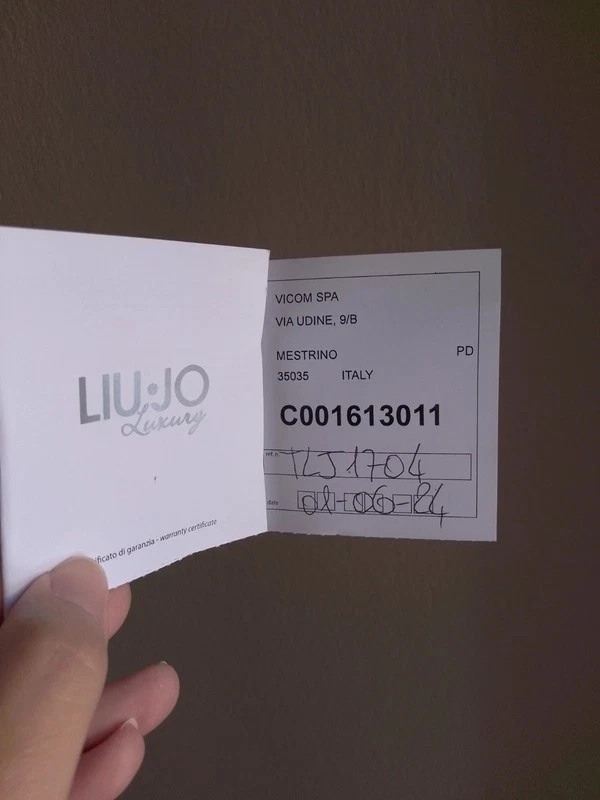 LIU·JO
Luxury
ficato di garanzia - warranty certificate
VICOM SPA
VIA UDINE, 9/B
MESTRINO PD
35035 ITALY
C001613011
ref. n. TLJ1704
date 01-06-24